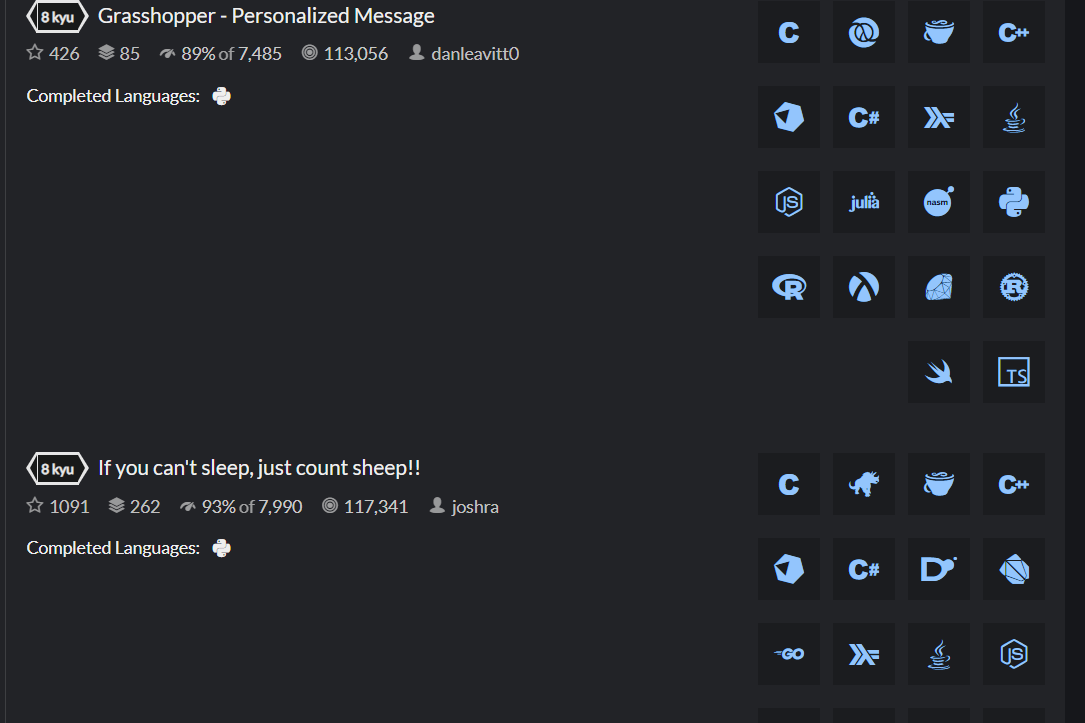 8 kyu Grasshopper - Personalized Message
426 85 89% of 7,485 113,056 danleavitt0
Completed Languages:
C C++
C#
JS julia nasm
R R
TS
8 kyu If you can't sleep, just count sheep!!
1091 262 93% of 7,990 117,341 joshra
Completed Languages:
C C++
C# D
GO JS